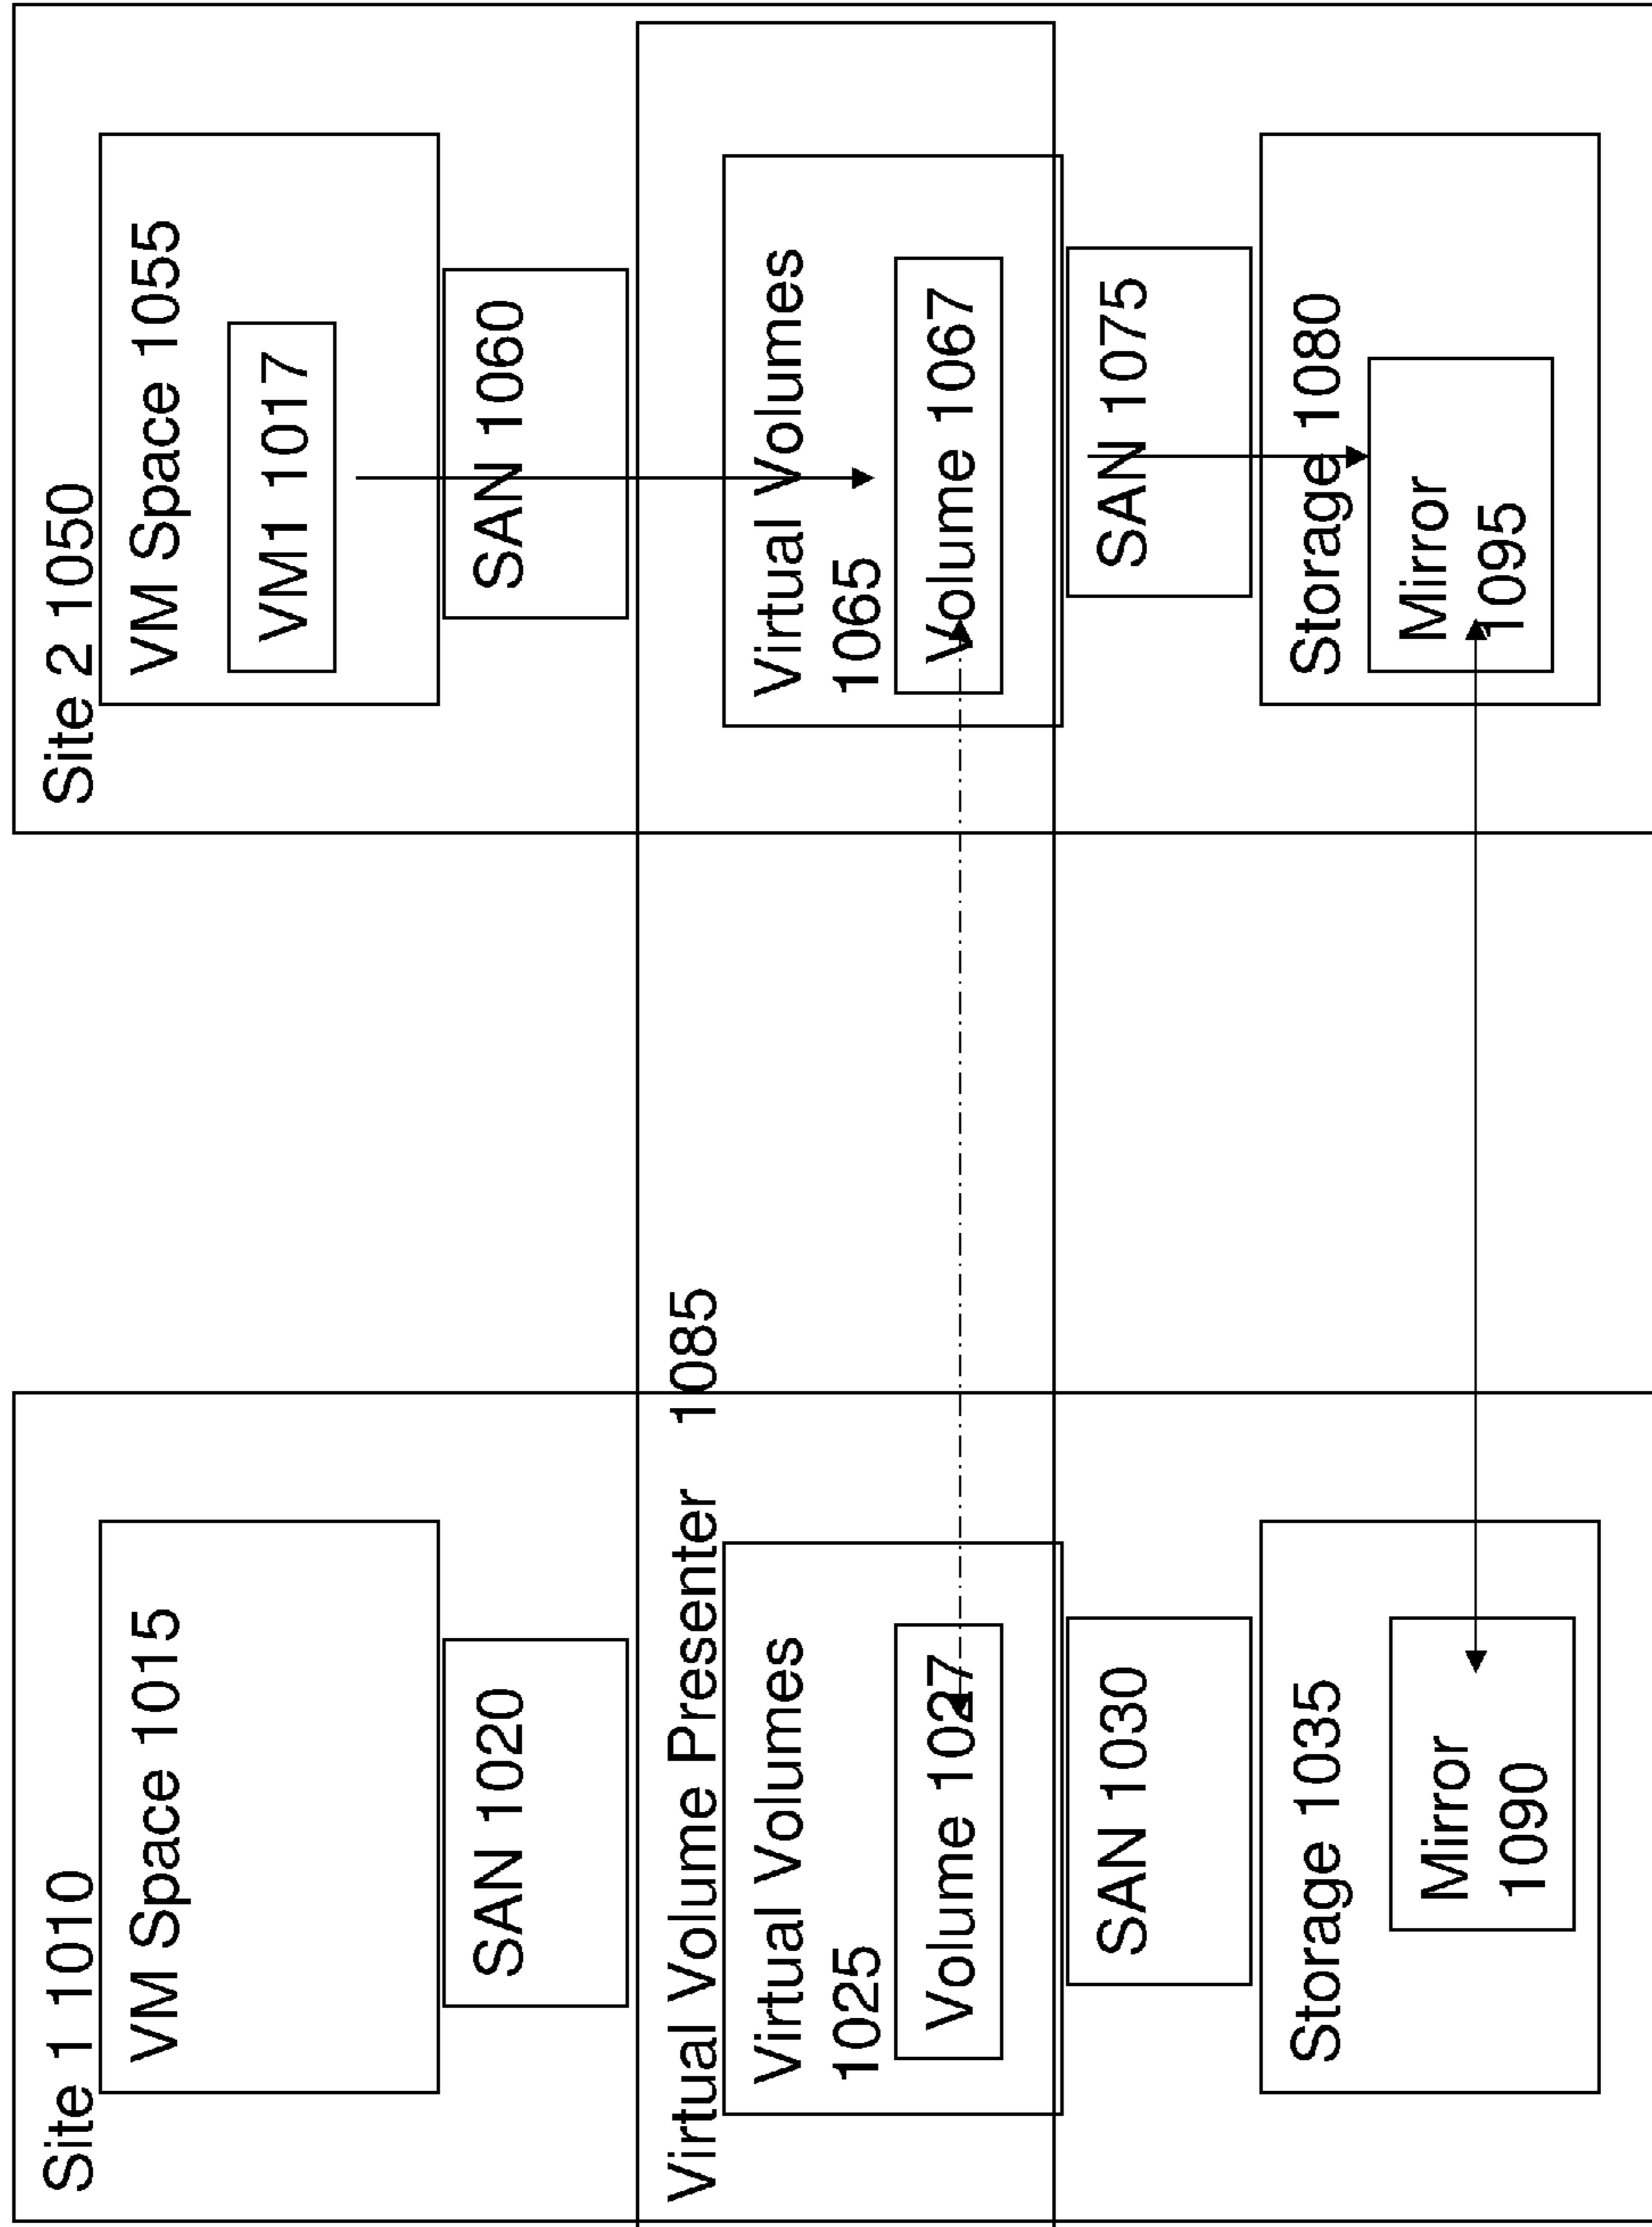 Site 1 1010
VM Space 1015
SAN 1020
Virtual Volume Presenter 1085
Virtual Volumes
1025
Volume 1027
SAN 1030
Storage 1035
Mirror
1090
Site 2 1050
VM Space 1055
VM1 1017
SAN 1060
Virtual Volumes
1065
Volume 1067
SAN 1075
Storage 1080
Mirror
1095